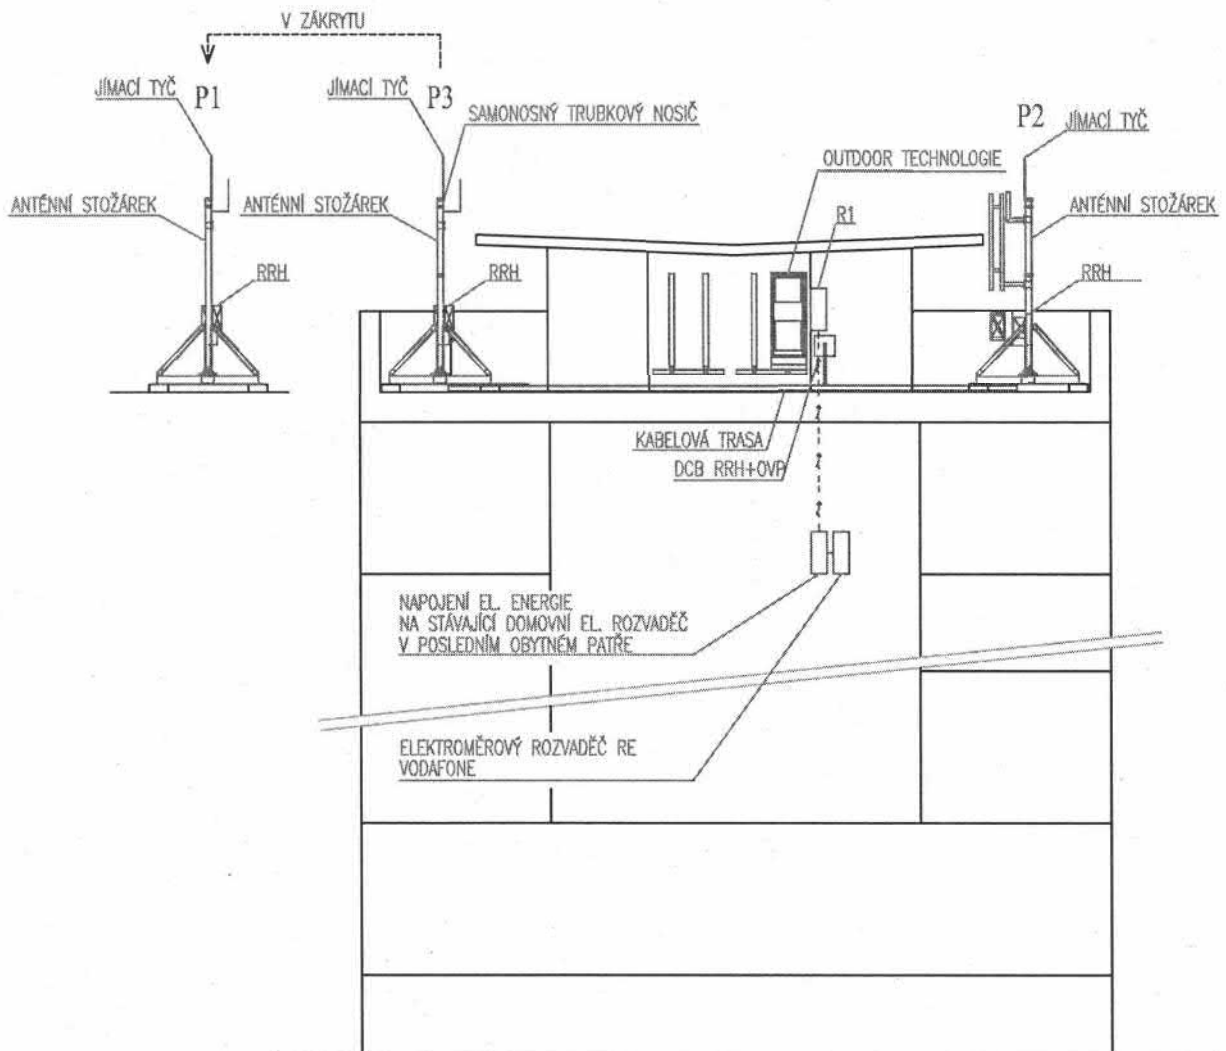 V ZÁKRYTU
JÍMACÍ TYČ
P1
JÍMACÍ TYČ
P3
SAMONOSNÝ TRUBKOVÝ NOSIČ
P2
JÍMACÍ TYČ
OUTDOOR TECHNOLOGIE
ANTÉNNÍ STOŽÁREK
ANTÉNNÍ STOŽÁREK
R1
ANTÉNNÍ STOŽÁREK
RRH
RRH
RRH
KABELOVÁ TRASA
DCB RRH+OVP
NAPOJENÍ EL. ENERGIE
NA STÁVAJÍCÍ DOMOVNÍ EL. ROZVADĚČ
V POSLEDNÍM OBYTNÉM PATŘE
ELEKTROMĚROVÝ ROZVADĚČ RE
VODAFONE